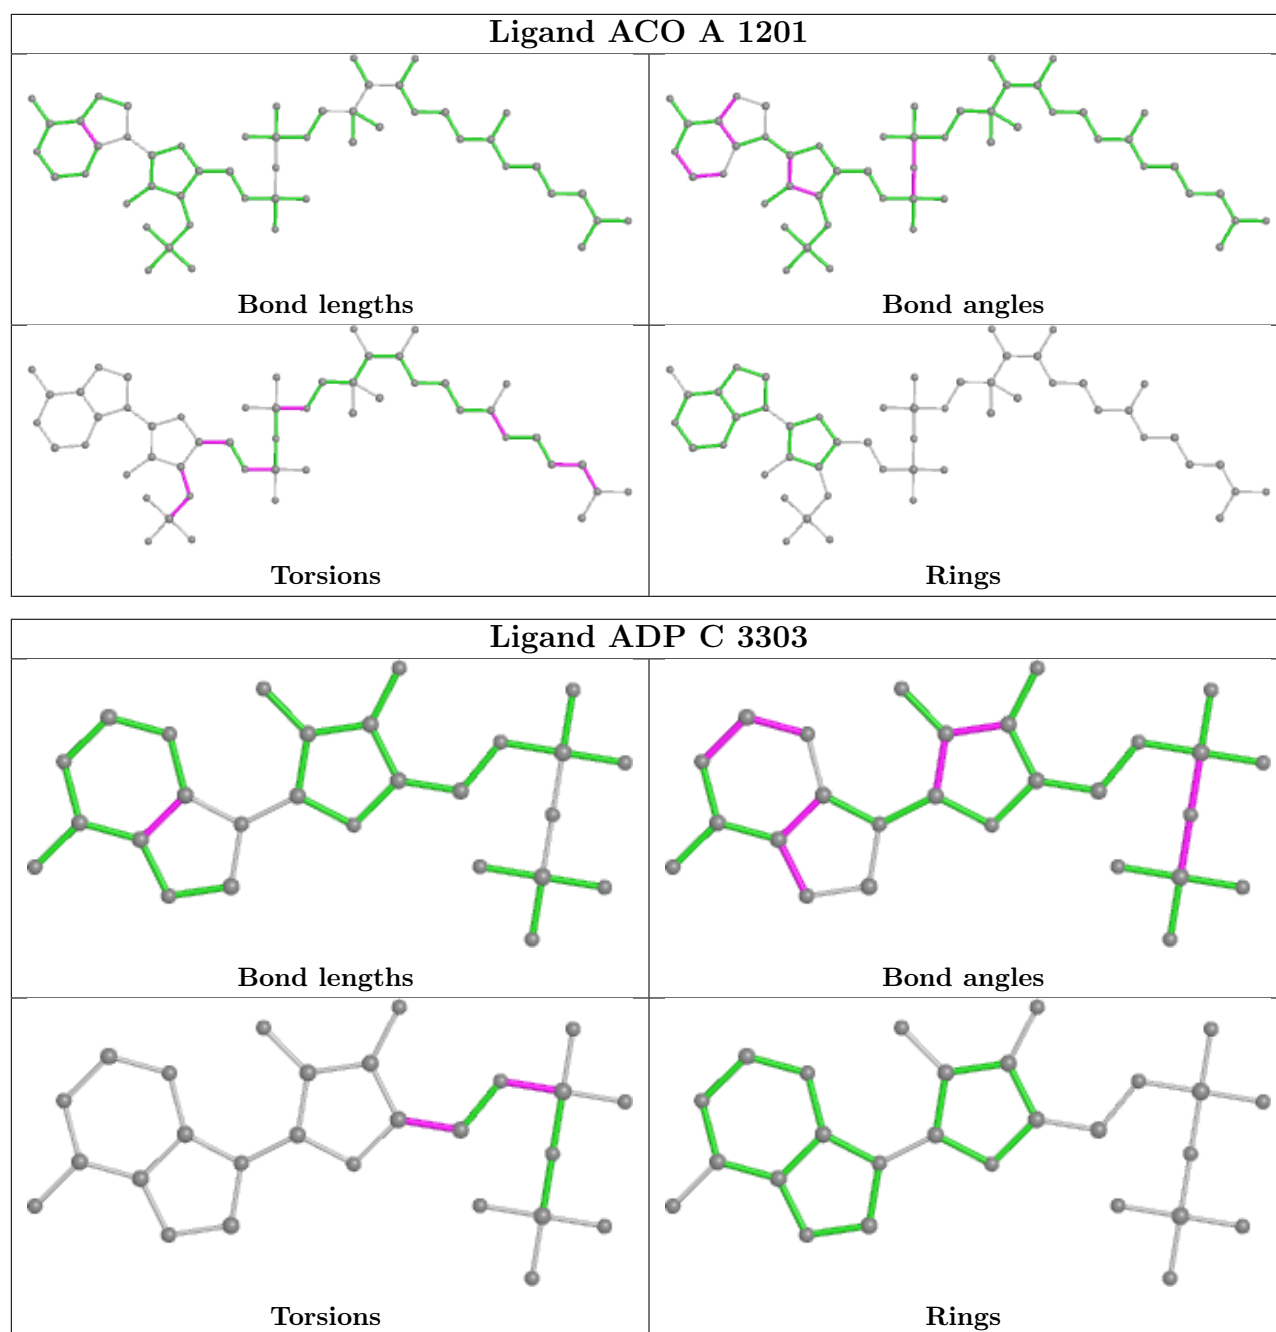 Ligand ACO A 1201
Bond lengths
Bond angles
Torsions
Rings
Ligand ADP C 3303
Bond lengths
Bond angles
Torsions
Rings